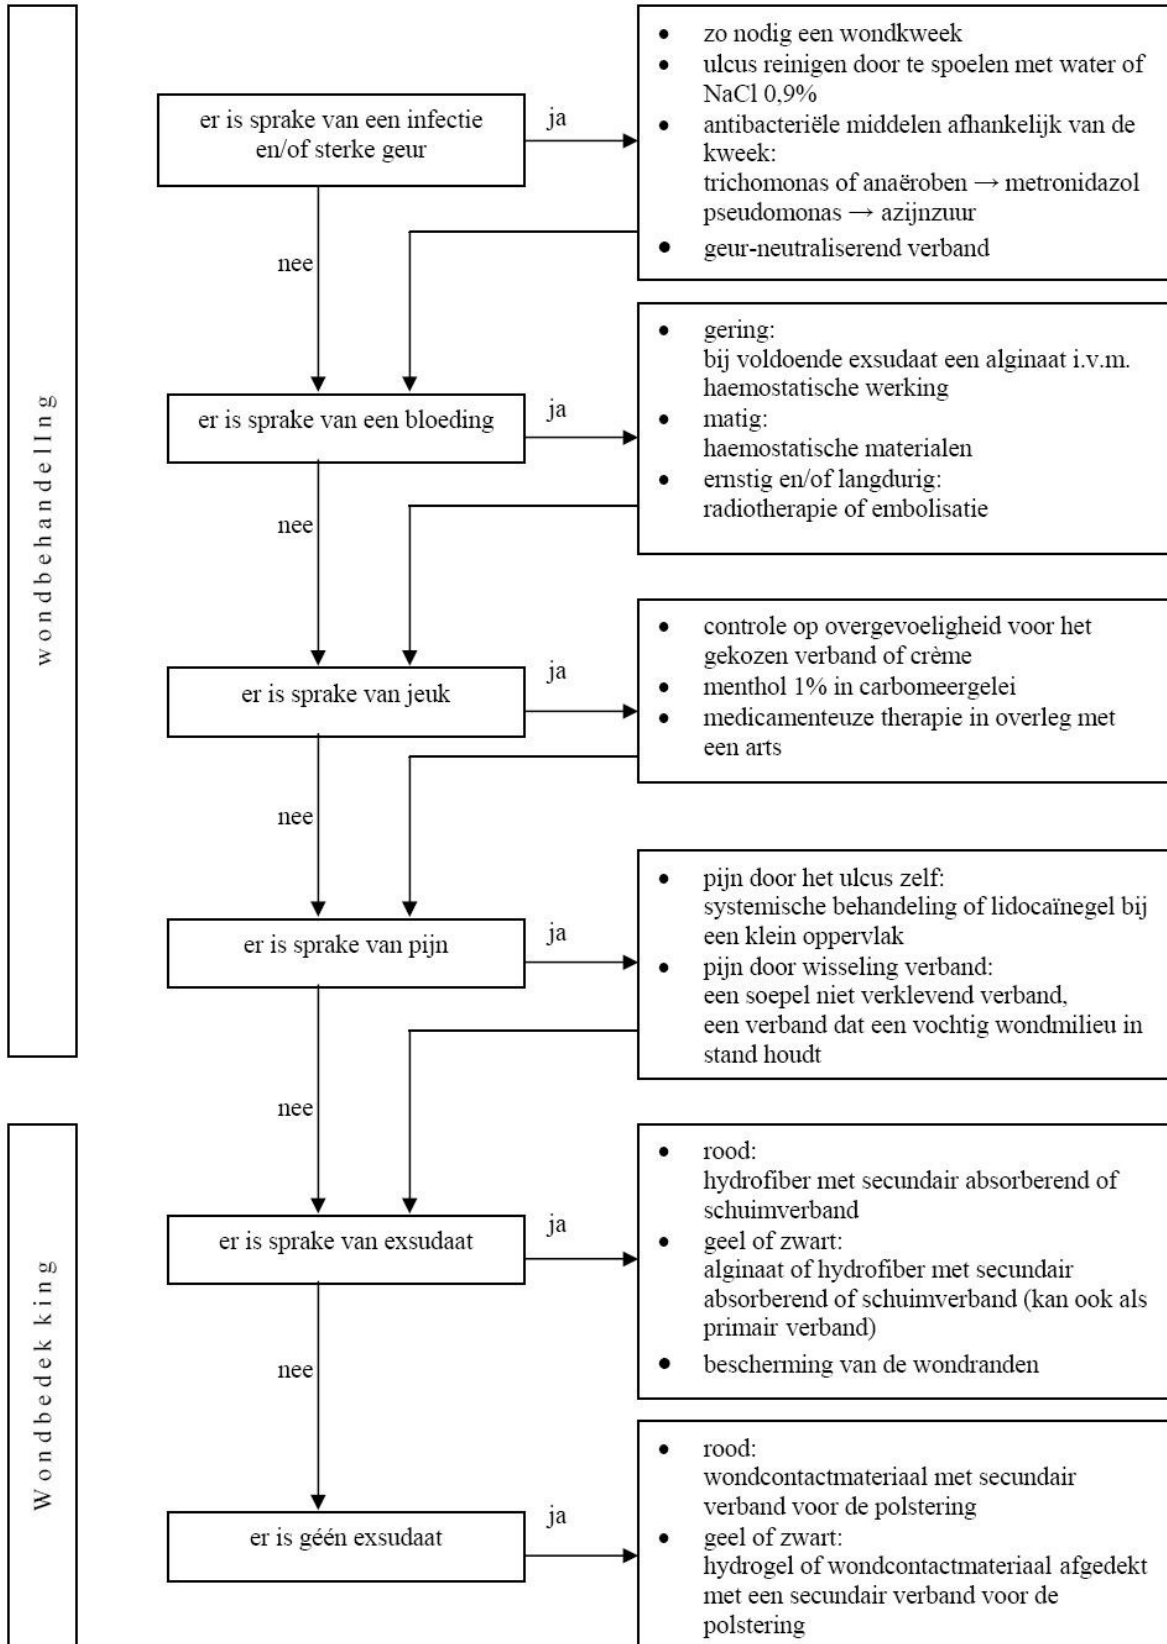 wondbehandeling
er is sprake van een infectie
en/of sterke geur
ja
nee
zo nodig een wondkweek
ulcus reinigen door te spoelen met water of
NaCl 0,9%
antibacteriële middelen afhankelijk van de
kweek:
trichomonas of anaëroben → metronidazol
pseudomonas → azijnzuur
geur-neutraliserend verband
er is sprake van een bloeding
ja
nee
gering:
bij voldoende exsudaat een alginaat i.v.m.
haemostatische werking
matig:
haemostatische materialen
ernstig en/of langdurig:
radiotherapie of embolisatie
er is sprake van jeuk
ja
nee
controle op overgevoeligheid voor het
gekozen verband of crème
menthol 1% in carbomeergelei
medicamenteuze therapie in overleg met
een arts
er is sprake van pijn
ja
nee
pijn door het ulcus zelf:
systemische behandeling of lidocaïnegel bij
een klein oppervlak
pijn door wisseling verband:
een soepel niet verklevend verband,
een verband dat een vochtig wondmilieu in
stand houdt
Wondbedekking
er is sprake van exsudaat
ja
nee
rood:
hydrofiber met secundair absorberend of
schuimverband
geel of zwart:
alginaat of hydrofiber met secundair
absorberend of schuimverband (kan ook als
primair verband)
bescherming van de wondranden
er is géén exsudaat
ja
rood:
wondcontactmateriaal met secundair
verband voor de polstering
geel of zwart:
hydrogel of wondcontactmateriaal afgedekt
met een secundair verband voor de
polstering